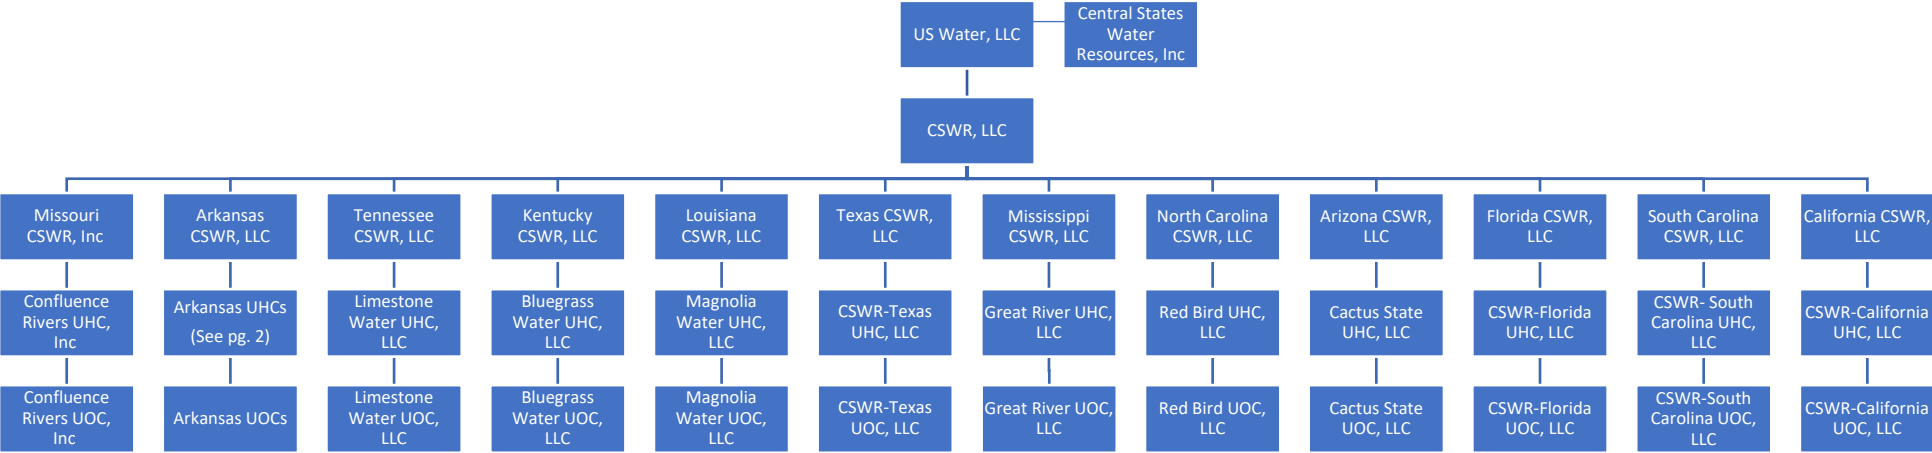 US Water, LLC
Central States
Water
Resources, Inc
CSWR, LLC
Missouri
CSWR, Inc
Arkansas
CSWR, LLC
Tennessee
CSWR, LLC
Kentucky
CSWR, LLC
Louisiana
CSWR, LLC
Texas CSWR,
LLC
Mississippi
CSWR, LLC
North Carolina
CSWR, LLC
Arizona CSWR,
LLC
Florida CSWR,
LLC
South Carolina
CSWR, LLC
California CSWR,
LLC
Confluence
Rivers UHC,
Inc
Arkansas UHCs
(See pg. 2)
Limestone
Water UHC,
LLC
Bluegrass
Water UHC,
LLC
Magnolia
Water UHC,
LLC
CSWR-Texas
UHC, LLC
Great River UHC,
LLC
Red Bird UHC,
LLC
Cactus State
UHC, LLC
CSWR-Florida
UHC, LLC
CSWR- South
Carolina UHC,
LLC
CSWR-California
UHC, LLC
Confluence
Rivers UOC,
Inc
Arkansas UOCs
Limestone
Water UOC,
LLC
Bluegrass
Water UOC,
LLC
Magnolia
Water UOC,
LLC
CSWR-Texas
UOC, LLC
Great River UOC,
LLC
Red Bird UOC,
LLC
Cactus State
UOC, LLC
CSWR-Florida
UOC, LLC
CSWR-South
Carolina UOC,
LLC
CSWR-California
UOC, LLC